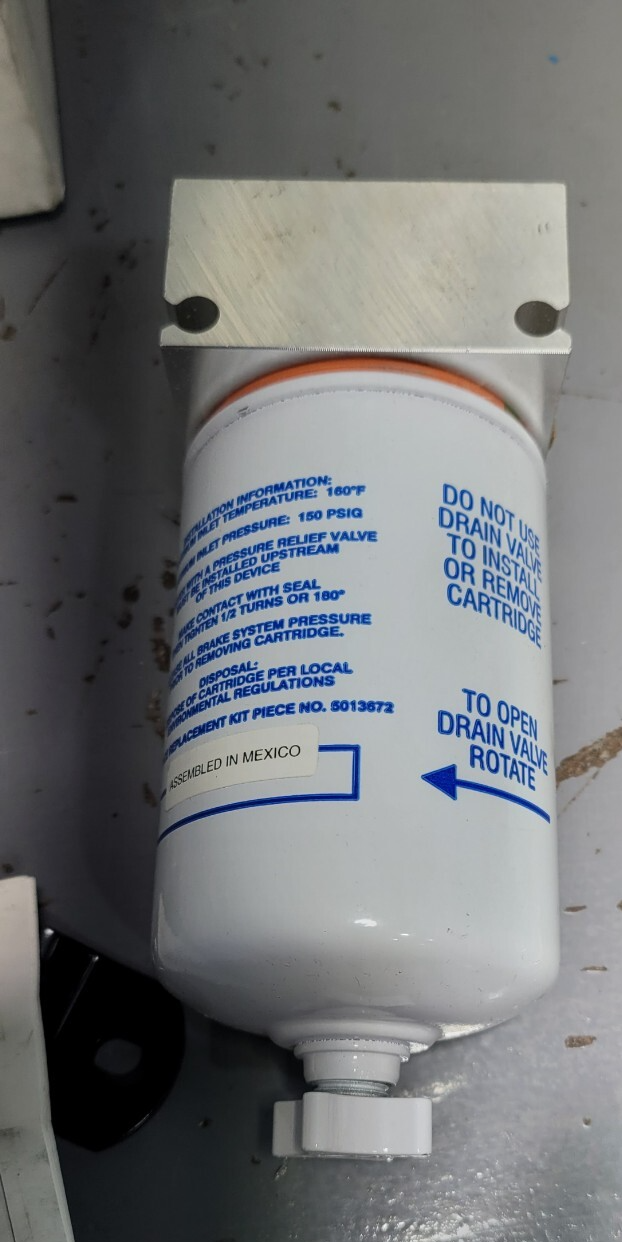 INFORMATION:
INLET TEMPERATURE: 160°F
INLET PRESSURE: 150 PSIG
WITH A PRESSURE RELIEF VALVE
BE INSTALLED UPSTREAM
OF THIS DEVICE
CONTACT WITH SEAL
TIGHTEN 1/2 TURNS OR 180°
ALL BRAKE SYSTEM PRESSURE
TO REMOVING CARTRIDGE.
DISPOSAL:
OF CARTRIDGE PER LOCAL
REGULATIONS
REPLACEMENT KIT PIECE NO. 5013672
ASSEMBLED IN MEXICO
DO NOT USE
DRAIN VALVE
TO INSTALL
OR REMOVE
CARTRIDGE
TO OPEN
DRAIN VALVE
ROTATE